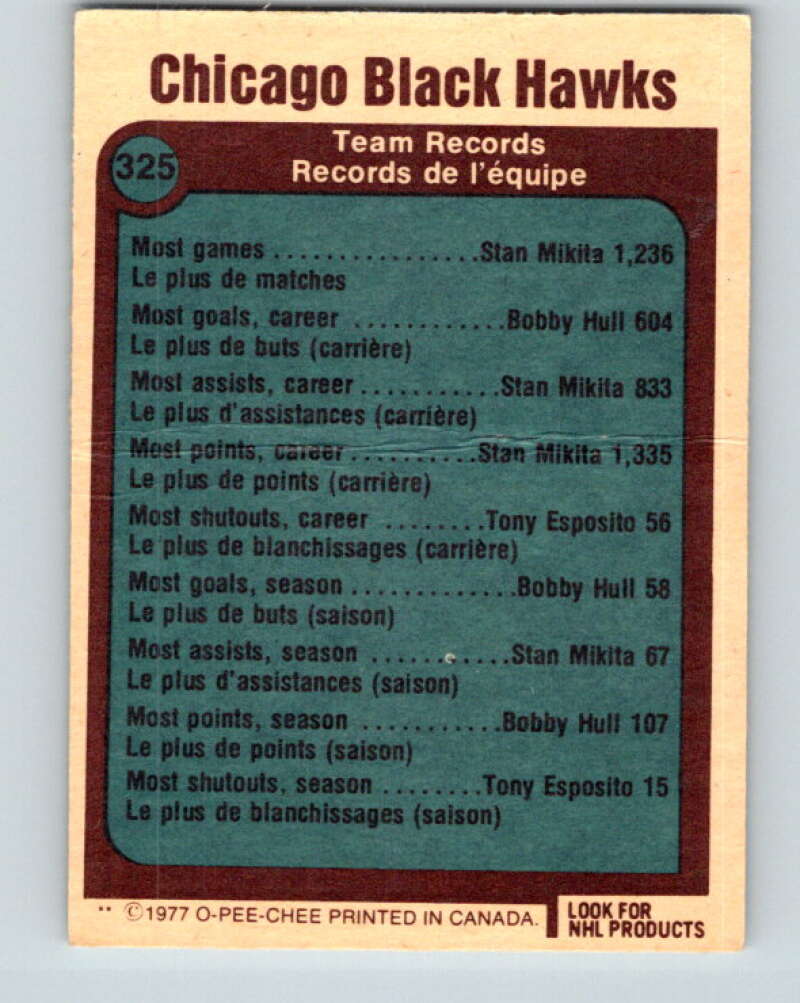 Chicago Black Hawks
325
Team Records
Records de l'équipe
Most games ................Stan Mikita 1,236
Le plus de matches
Most goals, career ............Bobby Hull 604
Le plus de buts (carrière)
Most assists, career...........Stan Mikita 833
Le plus d'assistances (carrière)
Most points, career..........Stan Mikita 1,335
Le plus de points (carrière)
Most shutouts, career ........Tony Esposito 56
Le plus de blanchissages (carrière)
Most goals, season.............Bobby Hull 58
Le plus de buts (saison)
Most assists, season ...........Stan Mikita 67
Le plus d'assistances (saison)
Most points, season ...........Bobby Hull 107
Le plus de points (saison)
Most shutouts, season ........Tony Esposito 15
Le plus de blanchissages (saison)
** ©1977 O-PEE-CHEE PRINTED IN CANADA.
LOOK FOR
NHL PRODUCTS